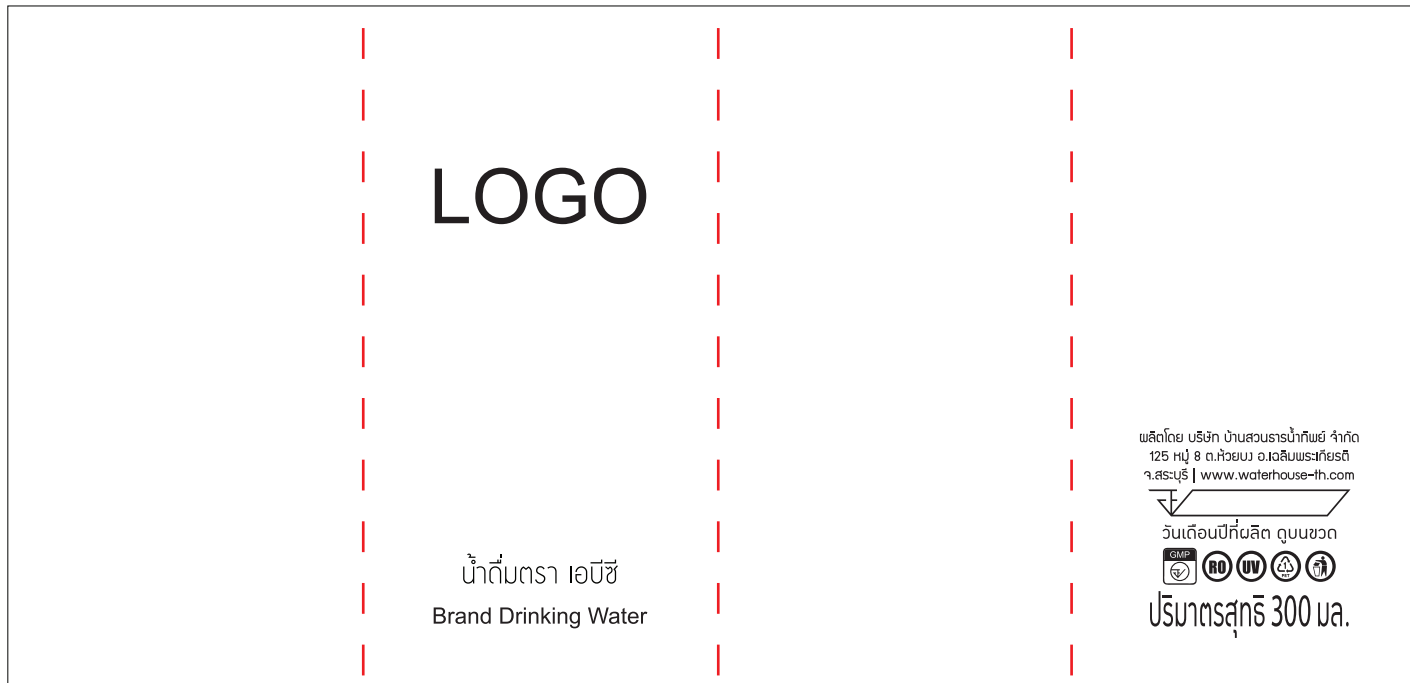 LOGO
น้ำดื่มตรา เอบีซี
Brand Drinking Water
ผลิตโดย บริษัท บ้านสวนธารน้ำทิพย์ จำกัด
125 หมู่ 8 ต.ห้วยบง อ.เฉลิมพระเกียรติ
จ.สระบุรี | www.waterhouse-th.com
วันเดือนปีที่ผลิต ดูบนขวด
GMP RO UV 1 PET
ปริมาตรสุทธิ 300 มล.